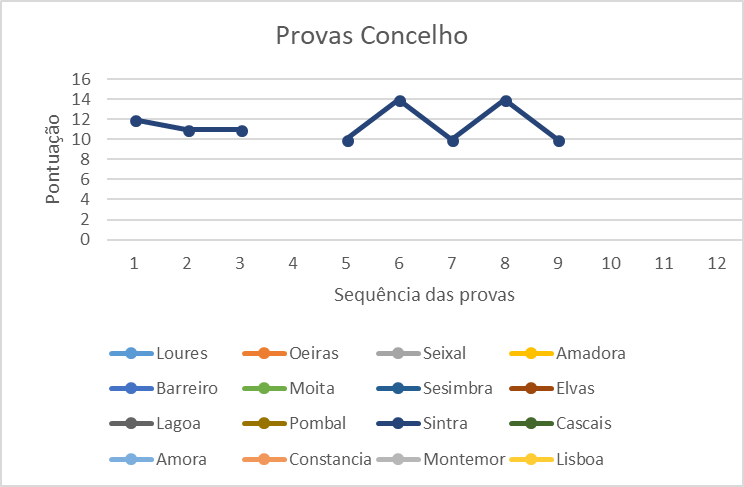 Provas Concelho
16
14
12
10
8
6
4
2
0
Pontuação
1 2 3 4 5 6 7 8 9 10 11 12
Sequência das provas
Loures Oeiras Seixal Amadora
Barreiro Moita Sesimbra Elvas
Lagoa Pombal Sintra Cascais
Amora Constancia Montemor Lisboa